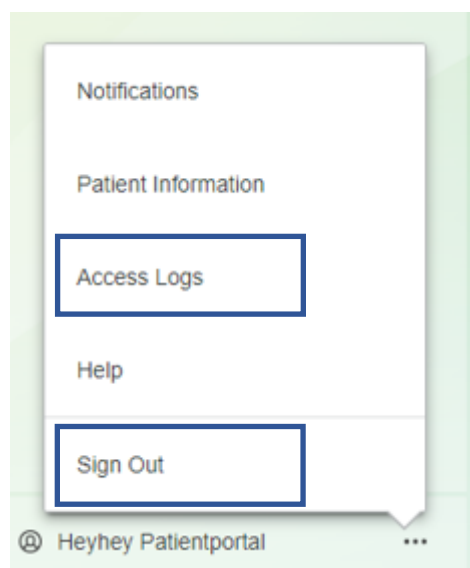 Notifications
Patient Information
Access Logs
Help
Sign Out
Heyhey Patientportal